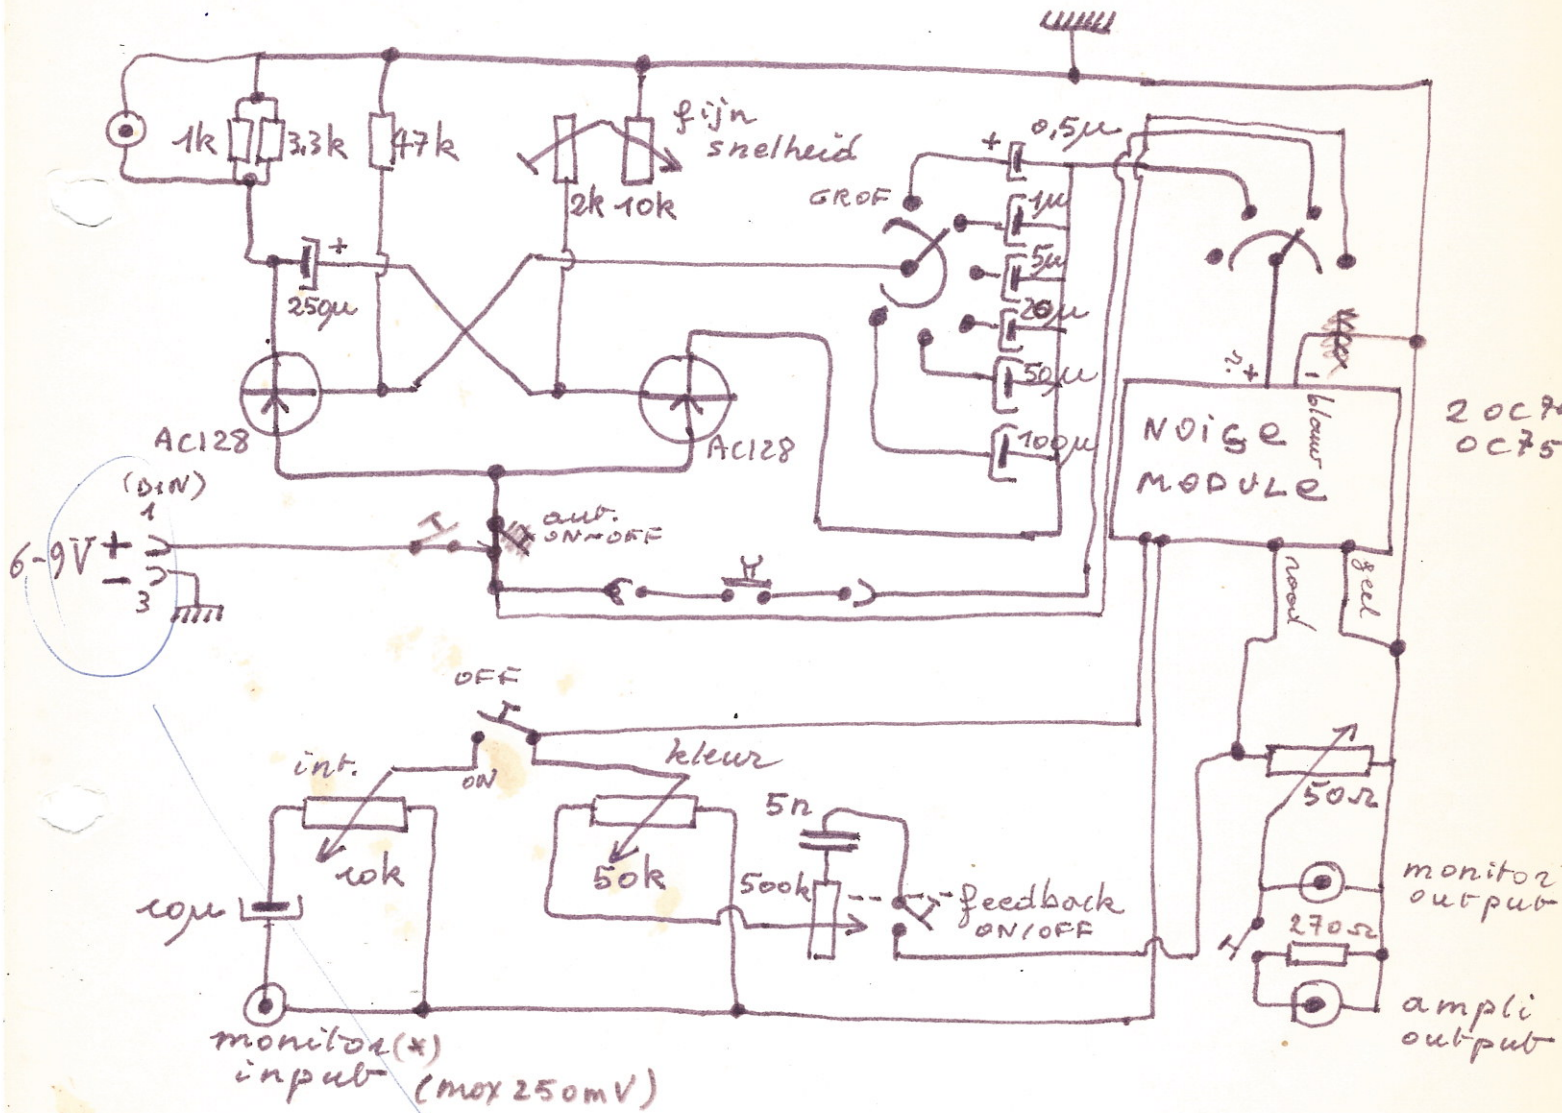 0,5µ
+
fijn
snelheid
1k
3,3k
47k
2k
10k
GROF
1µ
5µ
20µ
50µ
100µ
+
250µ
AC128
AC128
? +
-
blauw
NOISE
MODULE
2 OC7
OC75
(DIN)
1
6-9V +
-
3
aut.
ON-OFF
rood
geel
OFF
ON
int.
kleur
10k
50k
5n
500k
feedback
ON/OFF
10µ
50Ω
monitor
output
270Ω
ampli
output
monitor (x)
input (max 250mV)